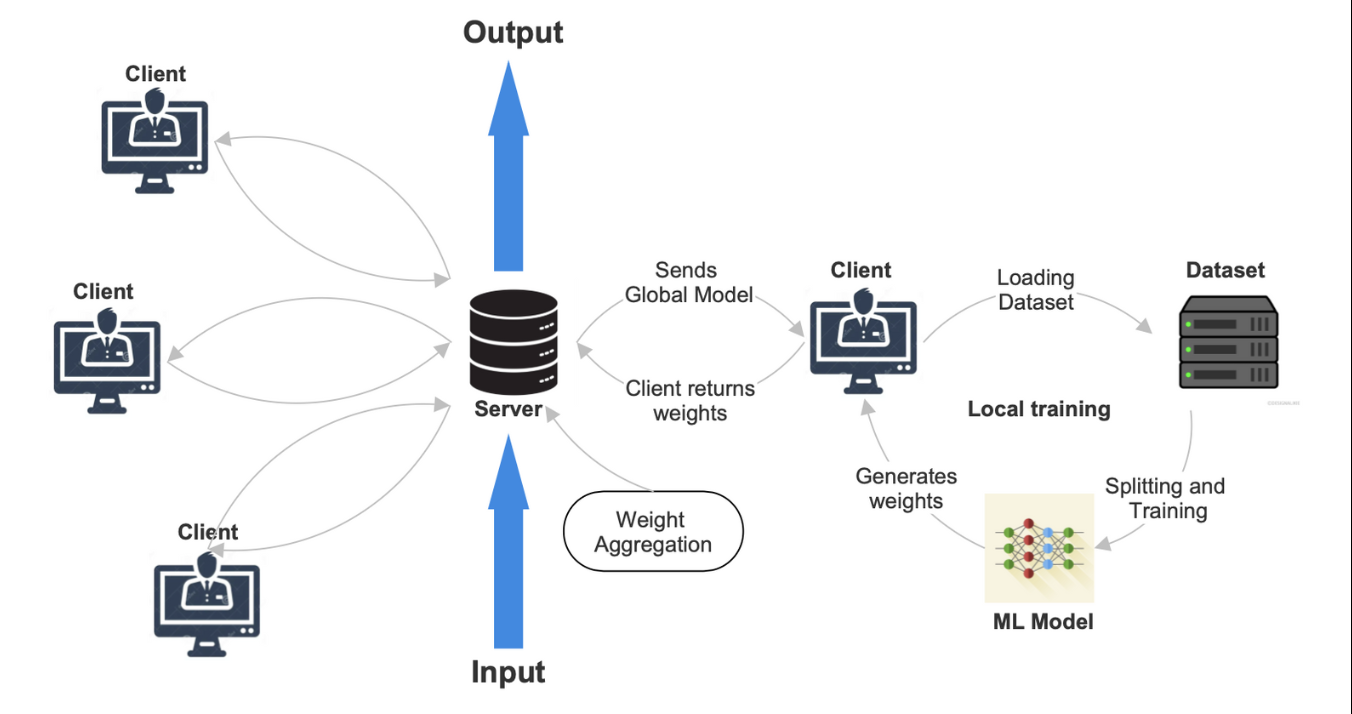 Output
Client
Client
Client
Server
Input
Sends
Global Model
Client returns
weights
Weight
Aggregation
Client
Loading
Dataset
Dataset
Local training
Generates
weights
Splitting and
Training
ML Model